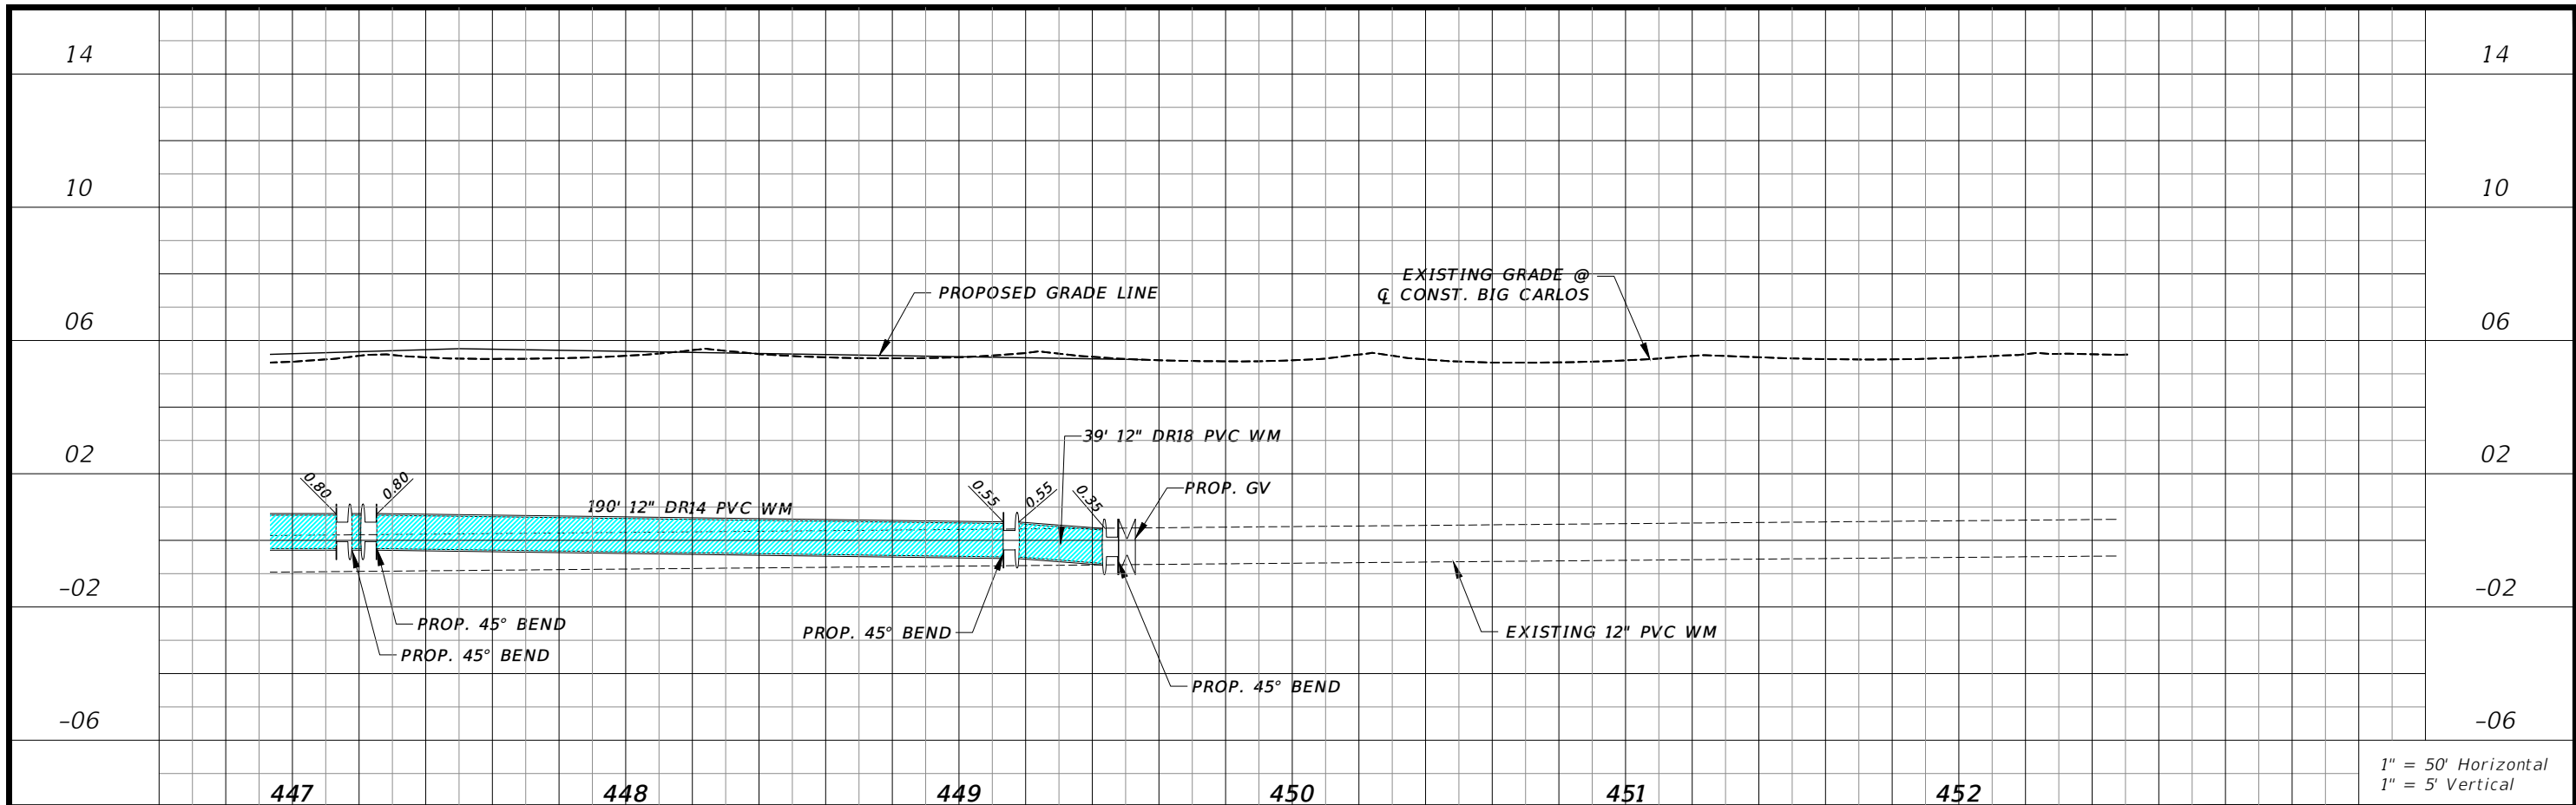 14
14
10
10
EXISTING GRADE @
℄ CONST. BIG CARLOS
PROPOSED GRADE LINE
06
06
39' 12" DR18 PVC WM
02
02
0.80
0.80
190' 12" DR14 PVC WM
0.55
0.55
0.35
PROP. GV
-02
-02
PROP. 45° BEND
PROP. 45° BEND
PROP. 45° BEND
EXISTING 12" PVC WM
PROP. 45° BEND
-06
-06
1" = 50' Horizontal
1" = 5' Vertical
447
448
449
450
451
452